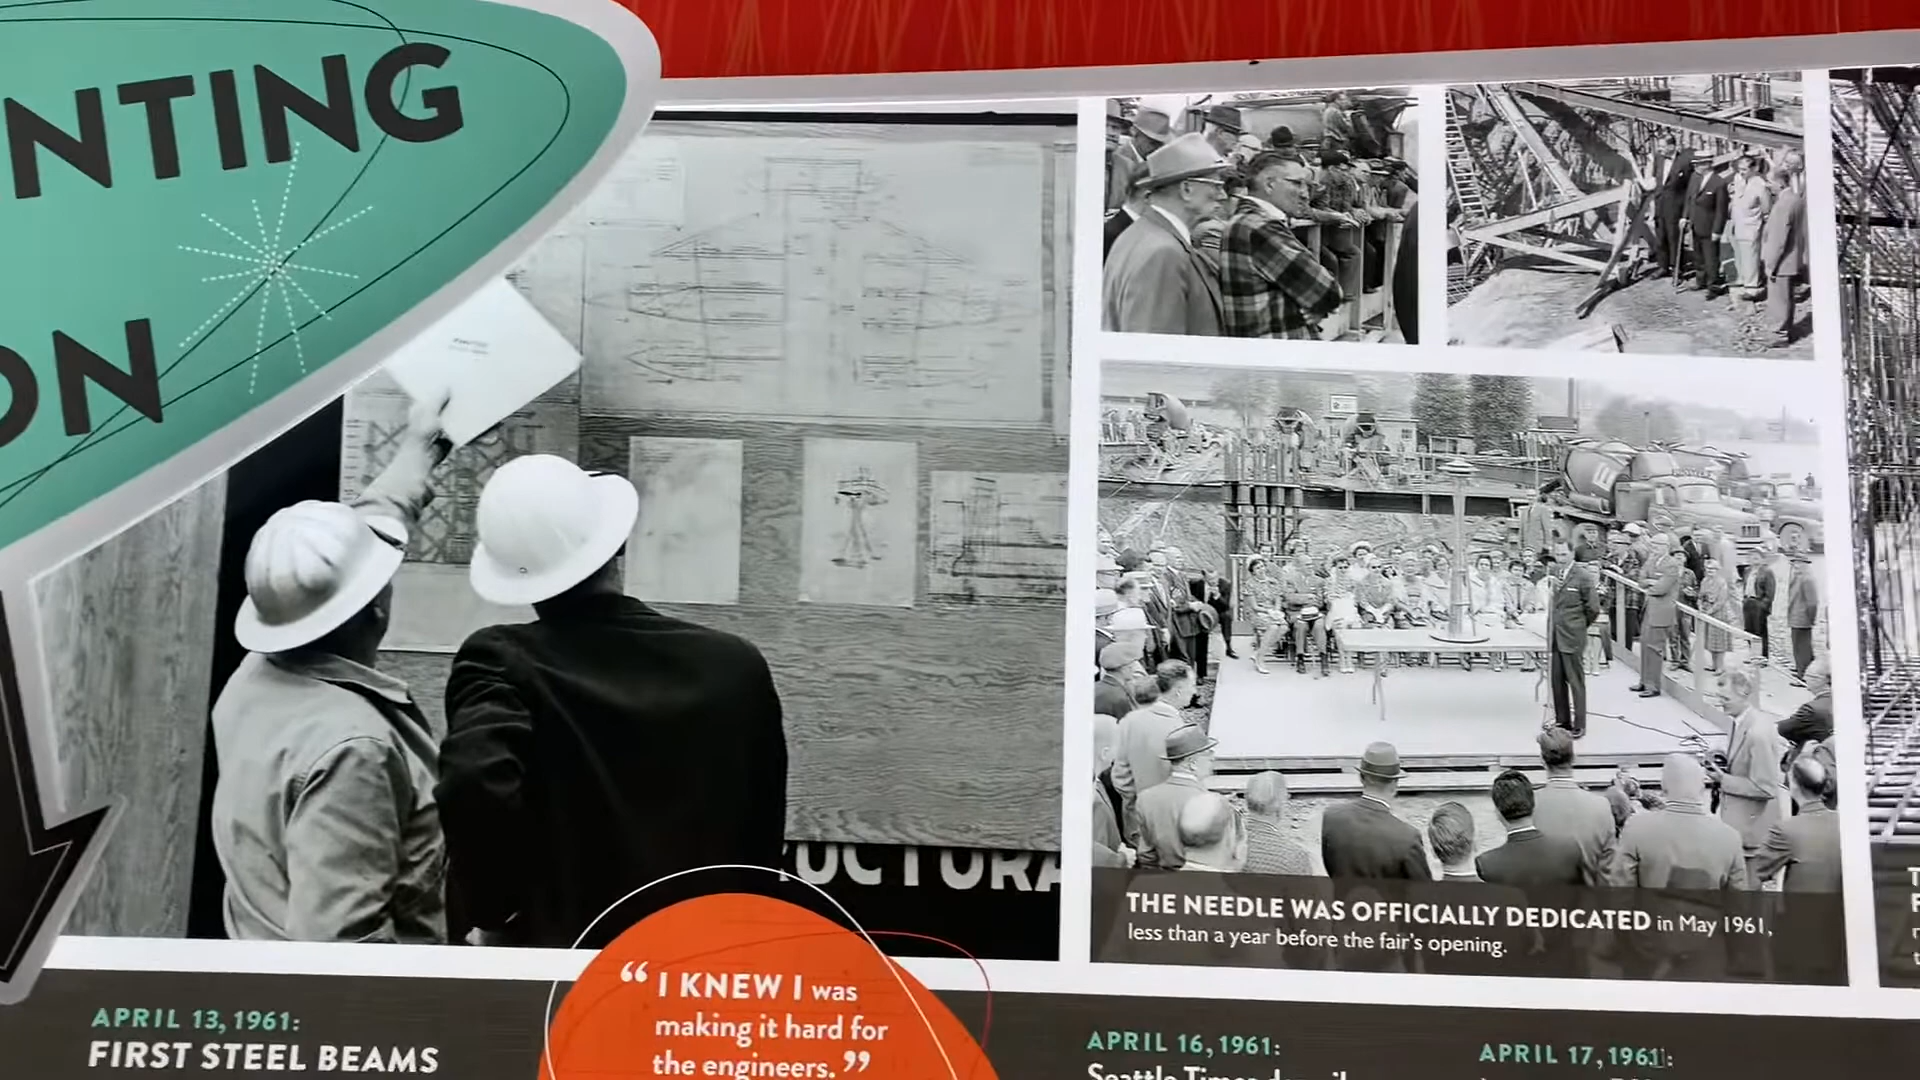 NTING
ON
UCTURA
THE NEEDLE WAS OFFICIALLY DEDICATED in May 1961,
less than a year before the fair's opening.
APRIL 13, 1961:
FIRST STEEL BEAMS
“ I KNEW I was
making it hard for
the engineers. ”
APRIL 16, 1961:
Seattle Times
APRIL 17, 1961: